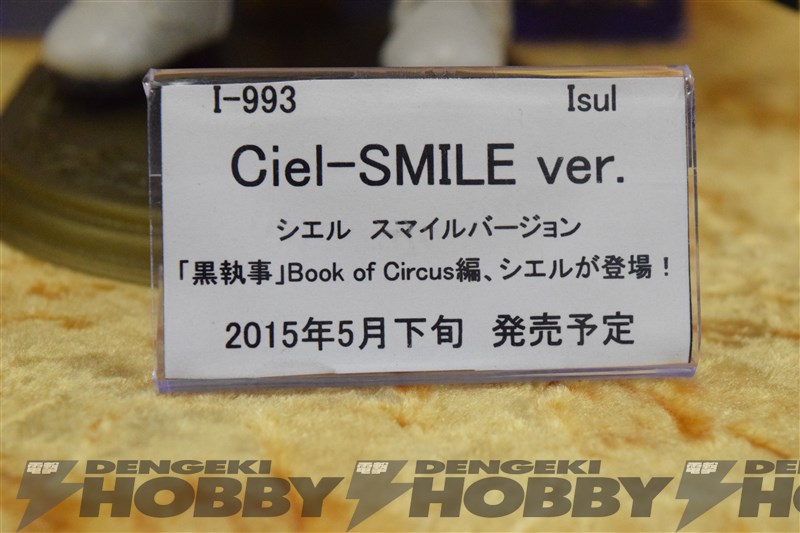 I-993 Isul
Ciel-SMILE ver.
シエル スマイルバージョン
「黒執事」Book of Circus編、シエルが登場！
2015年5月下旬 発売予定
電撃 DENGEKI HOBBY 電撃 DENGEKI HOBBY 電撃 DENGEKI HO